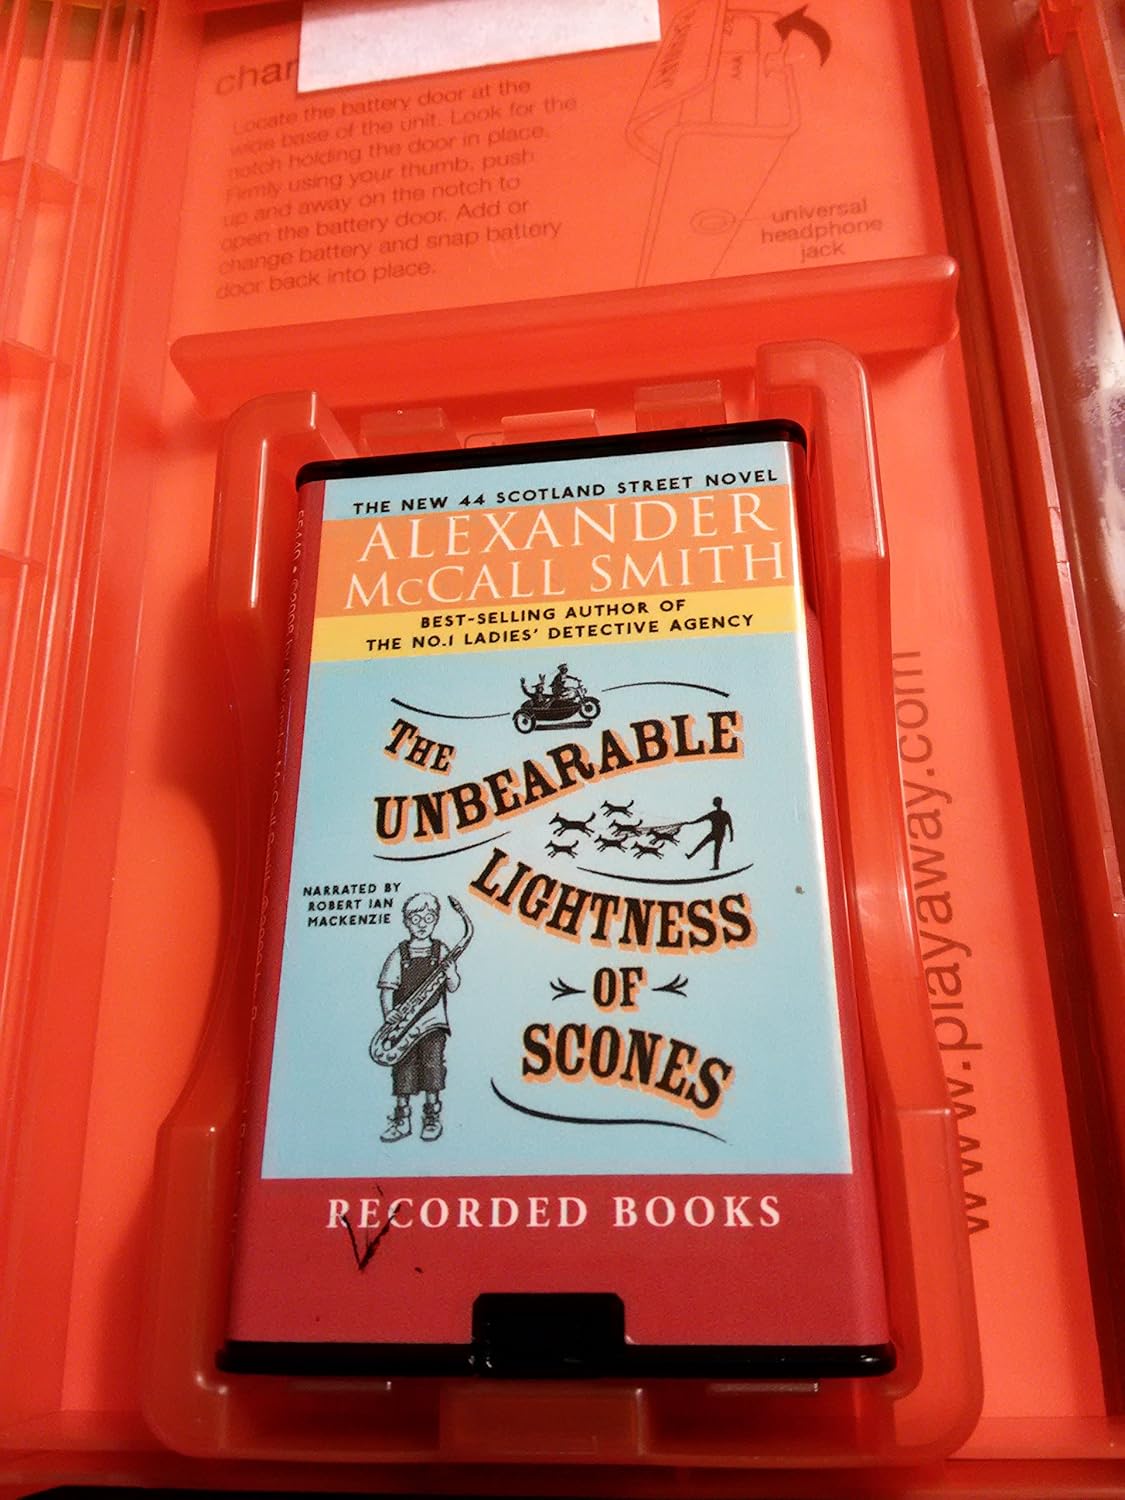 Locate the battery door at the
wide base of the unit. Look for the
notch holding the door in place.
Firmly using your thumb, push
up and away on the notch to
open the battery door. Add or
change battery and snap battery
door back into place.
universal
headphone
jack
THE NEW 44 SCOTLAND STREET NOVEL
ALEXANDER
McCALL SMITH
BEST-SELLING AUTHOR OF
THE NO.1 LADIES' DETECTIVE AGENCY
THE
UNBEARABLE
LIGHTNESS
OF
SCONES
NARRATED BY
ROBERT IAN
MACKENZIE
RECORDED BOOKS
www.playaway.com